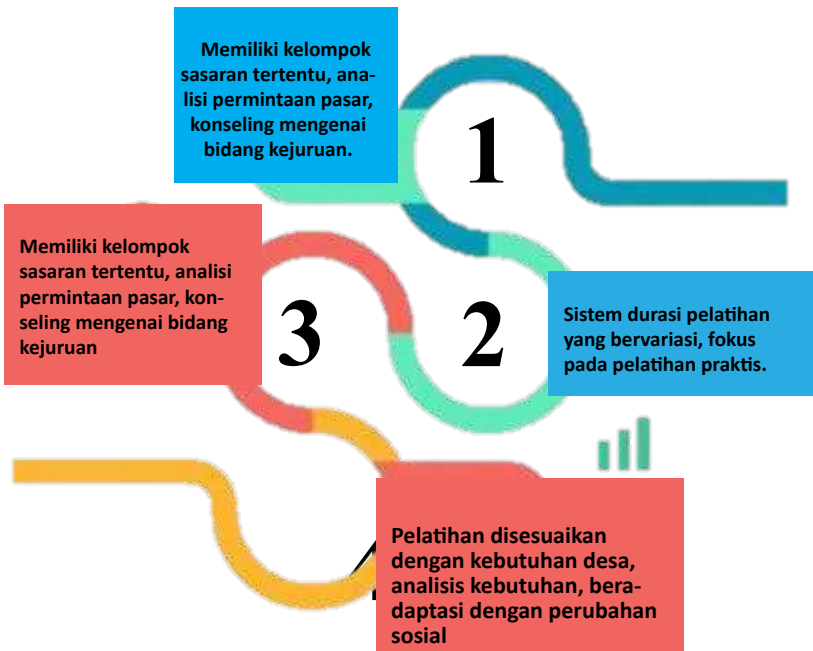 Memiliki kelompok
sasaran tertentu, ana-
lisi permintaan pasar,
konseling mengenai
bidang kejuruan.
1
Sistem durasi pelatihan
yang bervariasi, fokus
pada pelatihan praktis.
2
Memiliki kelompok
sasaran tertentu, analisi
permintaan pasar, kon-
seling mengenai bidang
kejuruan
3
Pelatihan disesuaikan
dengan kebutuhan desa,
analisis kebutuhan, bera-
daptasi dengan perubahan
sosial